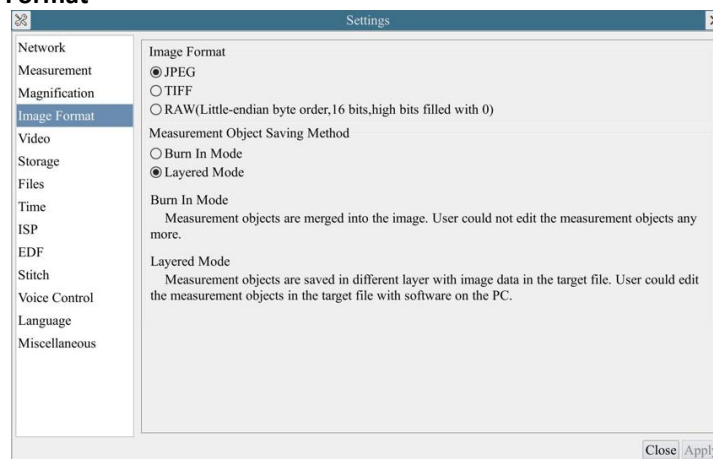 Format
Settings
Network
Measurement
Magnification
Image Format
Video
Storage
Files
Time
ISP
EDF
Stitch
Voice Control
Language
Miscellaneous
Image Format
JPEG
TIFF
RAW(Little-endian byte order,16 bits,high bits filled with 0)
Measurement Object Saving Method
Burn In Mode
Layered Mode
Burn In Mode
Measurement objects are merged into the image. User could not edit the measurement objects any
more.
Layered Mode
Measurement objects are saved in different layer with image data in the target file. User could edit
the measurement objects in the target file with software on the PC.
Close Apply